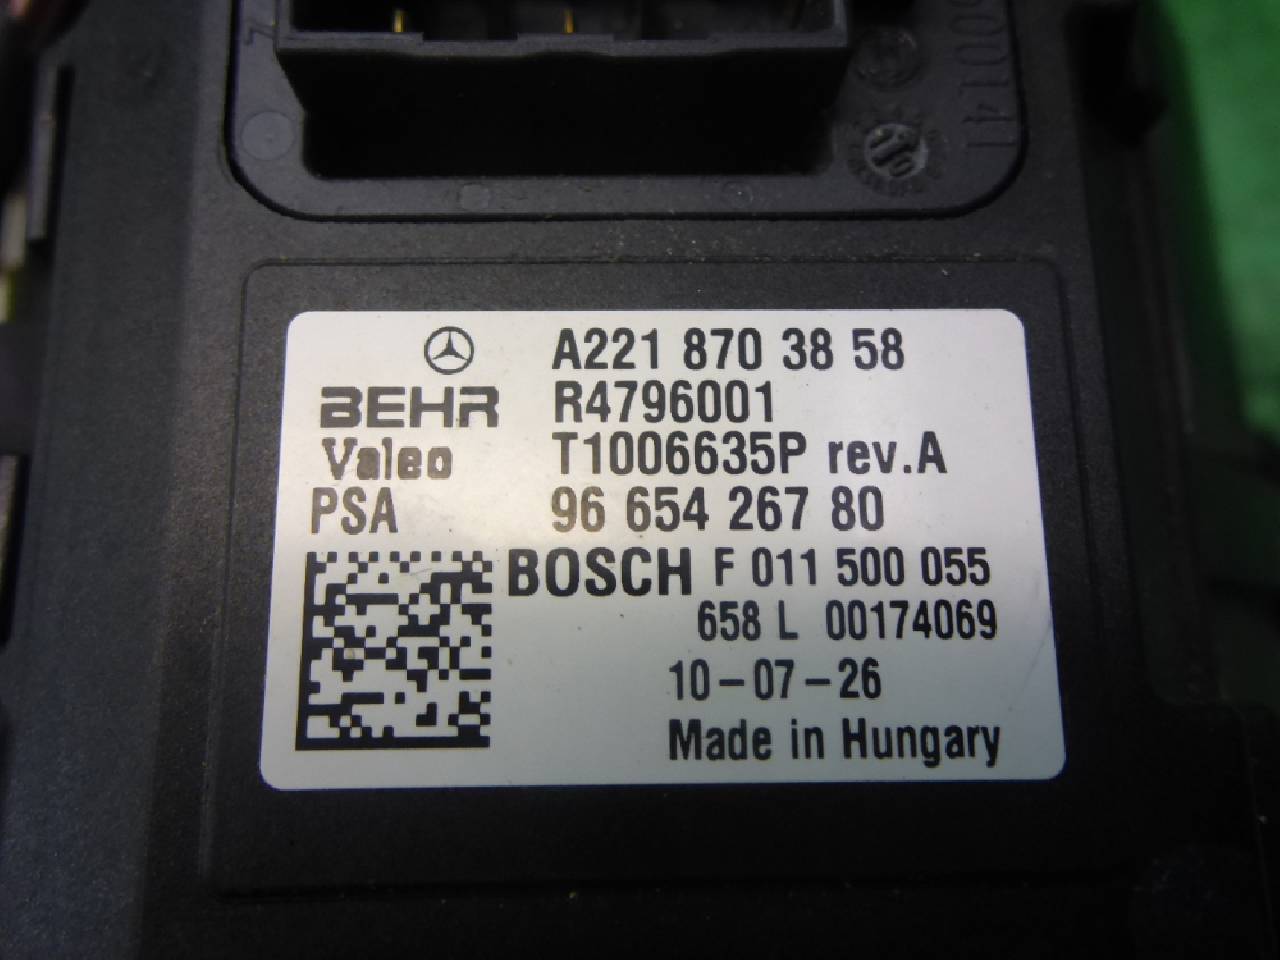 600141
A221 870 38 58
BEHR R4796001
Valeo T1006635P rev.A
PSA 96 654 267 80
BOSCH F 011 500 055
658 L 00174069
10-07-26
Made in Hungary